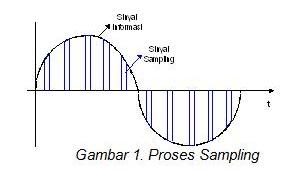 Sinyal
Informasi
Sinyal
Sampling
t
Gambar 1. Proses Sampling